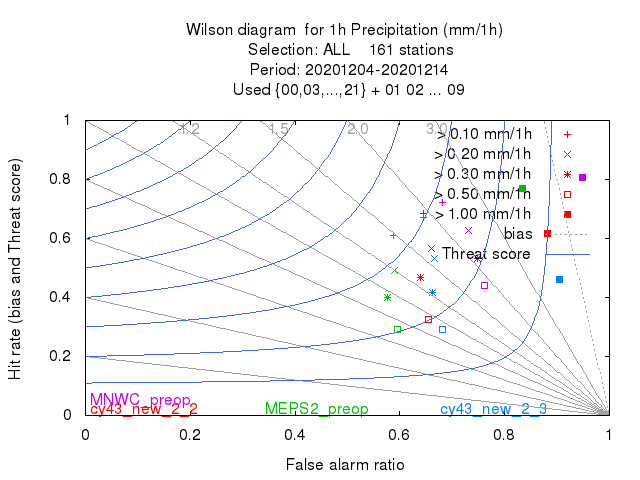 Wilson diagram for 1h Precipitation (mm/1h)
Selection: ALL 161 stations
Period: 20201204-20201214
Used {00,03,...,21} + 01 02 ... 09
1
0.8
0.6
0.4
0.2
0
Hit rate (bias and Threat score)
1.2 1.5 2.0 3.0
> 0.10 mm/1h
> 0.20 mm/1h
> 0.30 mm/1h
> 0.50 mm/1h
> 1.00 mm/1h
bias
Threat score
MNWC_preop
cy43_new_2_2 MEPS2_preop cy43_new_2_3
0 0.2 0.4 0.6 0.8 1
False alarm ratio